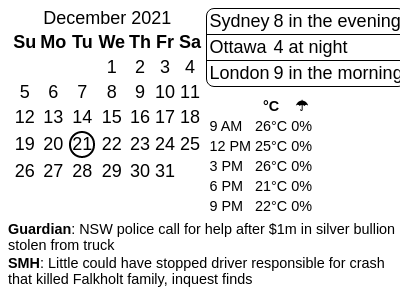 December 2021
Su Mo Tu We Th Fr Sa
1 2 3 4
5 6 7 8 9 10 11
12 13 14 15 16 17 18
19 20 21 22 23 24 25
26 27 28 29 30 31
Sydney 8 in the evening
Ottawa 4 at night
London 9 in the morning
°C ☂
9 AM 26°C 0%
12 PM 25°C 0%
3 PM 26°C 0%
6 PM 21°C 0%
9 PM 22°C 0%
Guardian: NSW police call for help after $1m in silver bullion
stolen from truck
SMH: Little could have stopped driver responsible for crash
that killed Falkholt family, inquest finds